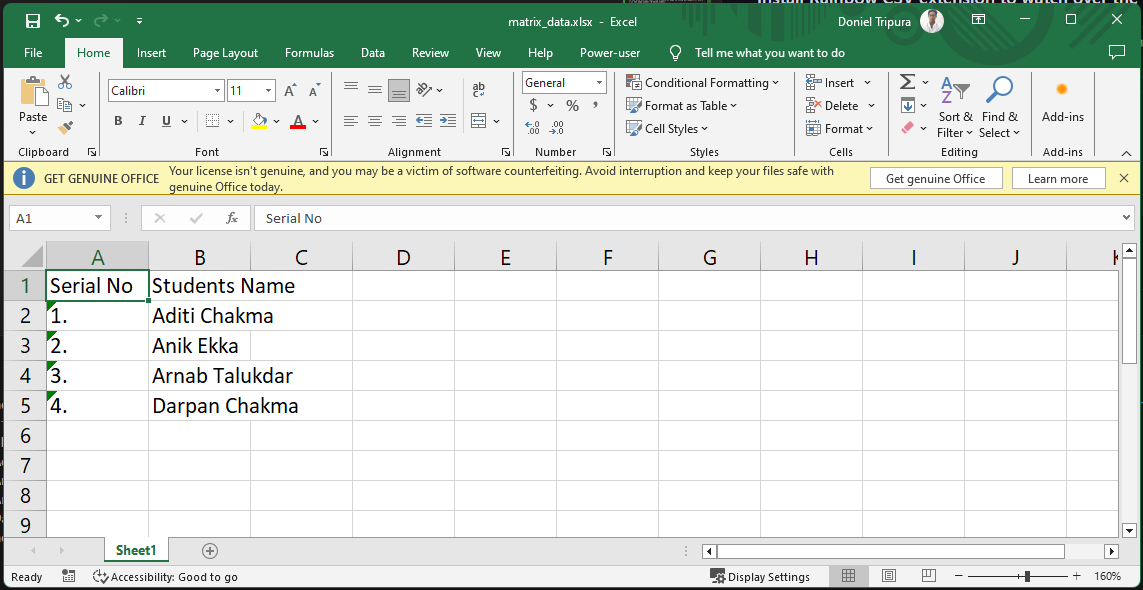 matrix_data.xlsx - Excel
Doniel Tripura
File Home Insert Page Layout Formulas Data Review View Help Power-user Tell me what you want to do
Paste
Calibri 11
B I U A
ab
General
$ % ,
Conditional Formatting
Format as Table
Cell Styles
Insert
Delete
Format
Sort &
Filter
Find &
Select
Add-ins
Clipboard Font Alignment Number Styles Cells Editing Add-ins
GET GENUINE OFFICE
Your license isn't genuine, and you may be a victim of software counterfeiting. Avoid interruption and keep your files safe with
genuine Office today.
Get genuine Office
Learn more
A1
fx
Serial No
A B C D E F G H I J
1 Serial No Students Name
2 1. Aditi Chakma
3 2. Anik Ekka
4 3. Arnab Talukdar
5 4. Darpan Chakma
6
7
8
9
Sheet1
Ready Accessibility: Good to go Display Settings 160%